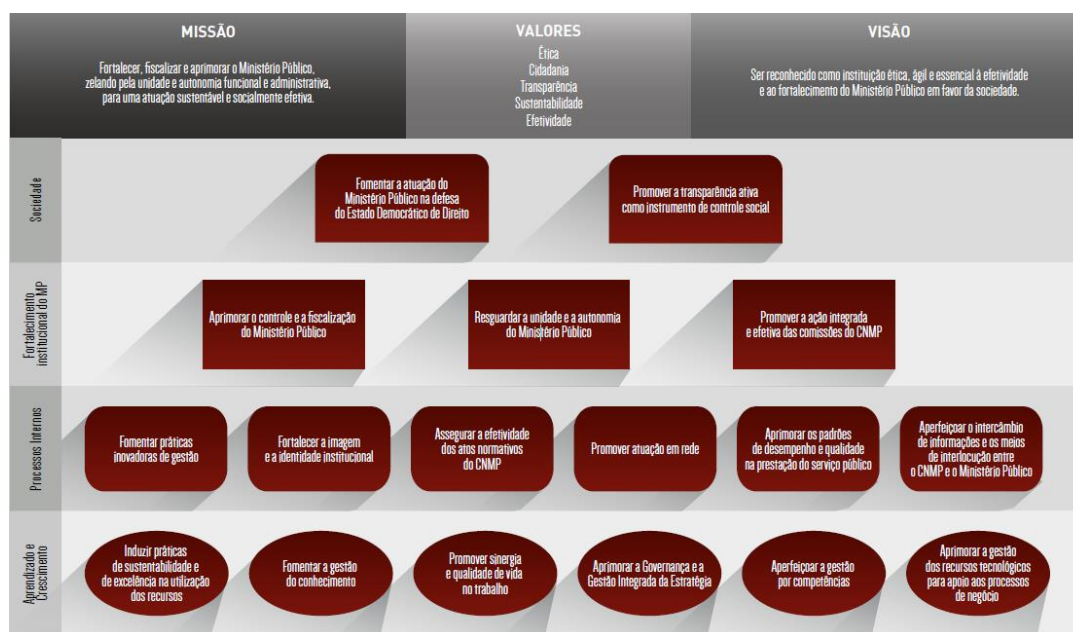 MISSÃO
Fortalecer, fiscalizar e aprimorar o Ministério Público,
zelando pela unidade e autonomia funcional e administrativa,
para uma atuação sustentável e socialmente efetiva.
VALORES
Ética
Cidadania
Transparência
Sustentabilidade
Efetividade
VISÃO
Ser reconhecido como instituição ética, ágil e essencial à efetividade
e ao fortalecimento do Ministério Público em favor da sociedade.
Sociedade
Fomentar a atuação do
Ministério Público na defesa
do Estado Democrático de Direito
Promover a transparência ativa
como instrumento de controle social
Fortalecimento
institucional do MP
Aprimorar o controle e a fiscalização
do Ministério Público
Resguardar a unidade e a autonomia
do Ministério Público
Promover a ação integrada
e efetiva das comissões do CNMP
Processos Internos
Fomentar práticas
inovadoras de gestão
Fortalecer a imagem
e a identidade institucional
Assegurar a efetividade
dos atos normativos
do CNMP
Promover atuação em rede
Aprimorar os padrões
de desempenho e qualidade
na prestação do serviço público
Aperfeiçoar o intercâmbio
de informações e os meios
de interlocução entre
o CNMP e o Ministério Público
Aprendizado e
Crescimento
Induzir práticas
de sustentabilidade e
de excelência na utilização
dos recursos
Fomentar a gestão
do conhecimento
Promover sinergia
e qualidade de vida
no trabalho
Aprimorar a Governança e a
Gestão Integrada da Estratégia
Aperfeiçoar a gestão
por competências
Aprimorar a gestão
dos recursos tecnológicos
para apoio aos processos
de negócio